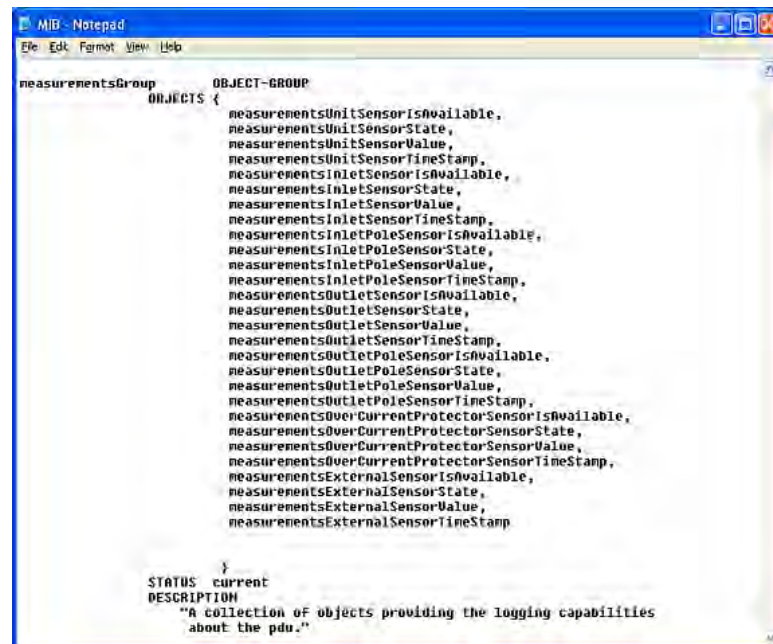 MIB - Notepad
File Edit Format View Help
measurementsGroup OBJECT-GROUP
OBJECTS {
measurementsUnitSensorIsAvailable,
measurementsUnitSensorState,
measurementsUnitSensorValue,
measurementsUnitSensorTimeStamp,
measurementsInletSensorIsAvailable,
measurementsInletSensorState,
measurementsInletSensorValue,
measurementsInletSensorTimeStamp,
measurementsInletPoleSensorIsAvailable,
measurementsInletPoleSensorState,
measurementsInletPoleSensorValue,
measurementsInletPoleSensorTimeStamp,
measurementsOutletSensorIsAvailable,
measurementsOutletSensorState,
measurementsOutletSensorValue,
measurementsOutletSensorTimeStamp,
measurementsOutletPoleSensorIsAvailable,
measurementsOutletPoleSensorState,
measurementsOutletPoleSensorValue,
measurementsOutletPoleSensorTimeStamp,
measurementsOverCurrentProtectorSensorIsAvailable,
measurementsOverCurrentProtectorSensorState,
measurementsOverCurrentProtectorSensorValue,
measurementsOverCurrentProtectorSensorTimeStamp,
measurementsExternalSensorIsAvailable,
measurementsExternalSensorState,
measurementsExternalSensorValue,
measurementsExternalSensorTimeStamp
}
STATUS current
DESCRIPTION
"A collection of objects providing the logging capabilities
about the pdu."